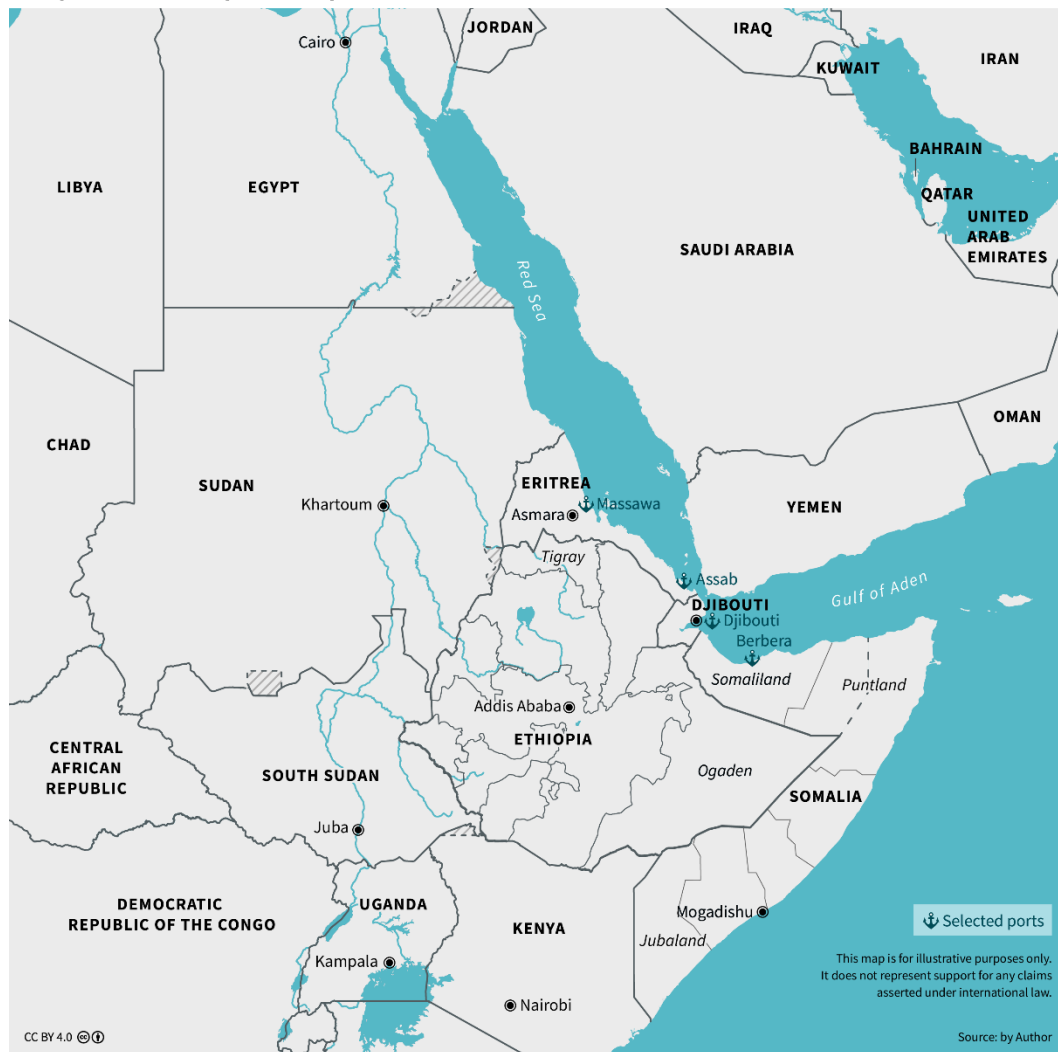 Cairo
JORDAN
IRAQ
KUWAIT
IRAN
BAHRAIN
QATAR
UNITED
ARAB
EMIRATES
LIBYA
EGYPT
SAUDI ARABIA
Red Sea
OMAN
CHAD
SUDAN
Khartoum
ERITREA
Massawa
Asmara
YEMEN
Tigray
Assab
Gulf of Aden
DJIBOUTI
Djibouti
Berbera
Somaliland
Puntland
Addis Ababa
ETHIOPIA
CENTRAL
AFRICAN
REPUBLIC
SOUTH SUDAN
Ogaden
SOMALIA
Juba
DEMOCRATIC
REPUBLIC OF THE CONGO
UGANDA
KENYA
Mogadishu
Jubaland
Kampala
Nairobi
Selected ports
This map is for illustrative purposes only.
It does not represent support for any claims
asserted under international law.
CC BY 4.0
Source: by Author